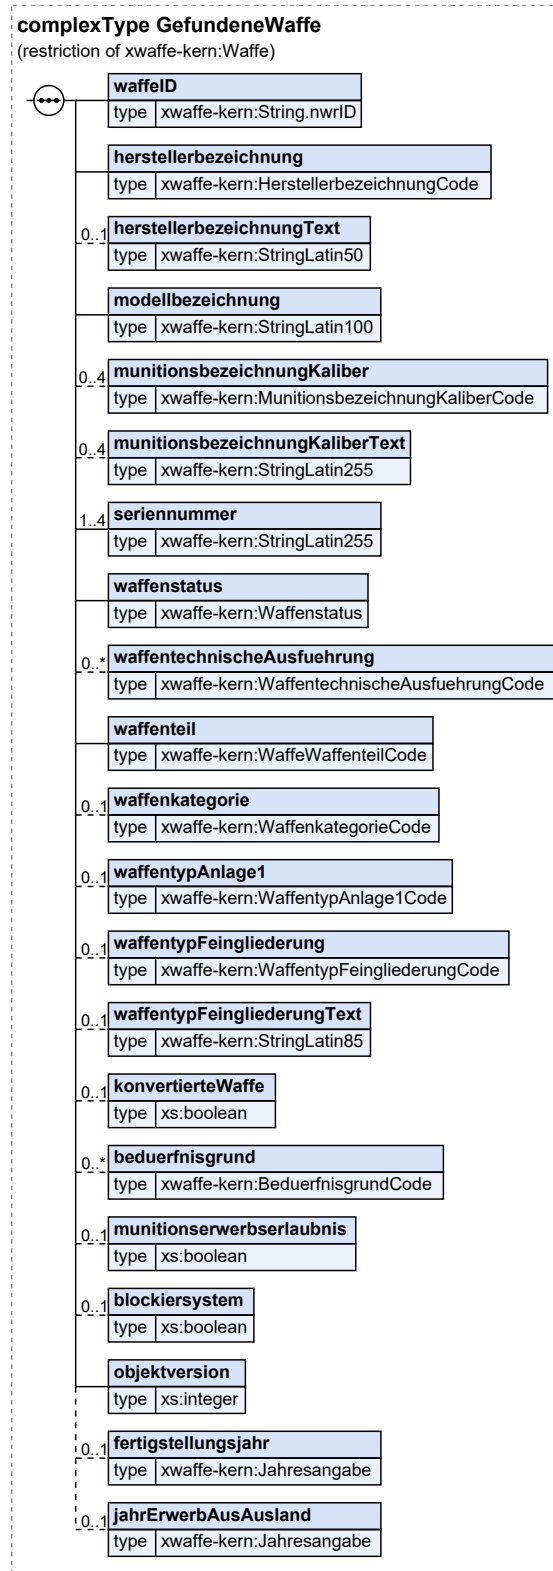 complexType GefundeneWaffe
(restriction of xwaffe-kern:Waffe)
waffeID
type xwaffe-kern:String.nwrID
herstellerbezeichnung
type xwaffe-kern:HerstellerbezeichnungCode
0..1 herstellerbezeichnungText
type xwaffe-kern:StringLatin50
modellbezeichnung
type xwaffe-kern:StringLatin100
0..4 munitionsbezeichnungKaliber
type xwaffe-kern:MunitionsbezeichnungKaliberCode
0..4 munitionsbezeichnungKaliberText
type xwaffe-kern:StringLatin255
1..4 seriennummer
type xwaffe-kern:StringLatin255
waffenstatus
type xwaffe-kern:Waffenstatus
0..* waffentechnischeAusfuehrung
type xwaffe-kern:WaffentechnischeAusfuehrungCode
waffenteil
type xwaffe-kern:WaffeWaffenteilCode
0..1 waffenkategorie
type xwaffe-kern:WaffenkategorieCode
0..1 waffentypAnlage1
type xwaffe-kern:WaffentypAnlage1Code
0..1 waffentypFeingliederung
type xwaffe-kern:WaffentypFeingliederungCode
0..1 waffentypFeingliederungText
type xwaffe-kern:StringLatin85
0..1 konvertierteWaffe
type xs:boolean
0..* beduerfnisgrund
type xwaffe-kern:BeduerfnisgrundCode
0..1 munitionserwerbserlaubnis
type xs:boolean
0..1 blockiersystem
type xs:boolean
objektversion
type xs:integer
0..1 fertigstellungsjahr
type xwaffe-kern:Jahresangabe
0..1 jahrErwerbAusAusland
type xwaffe-kern:Jahresangabe